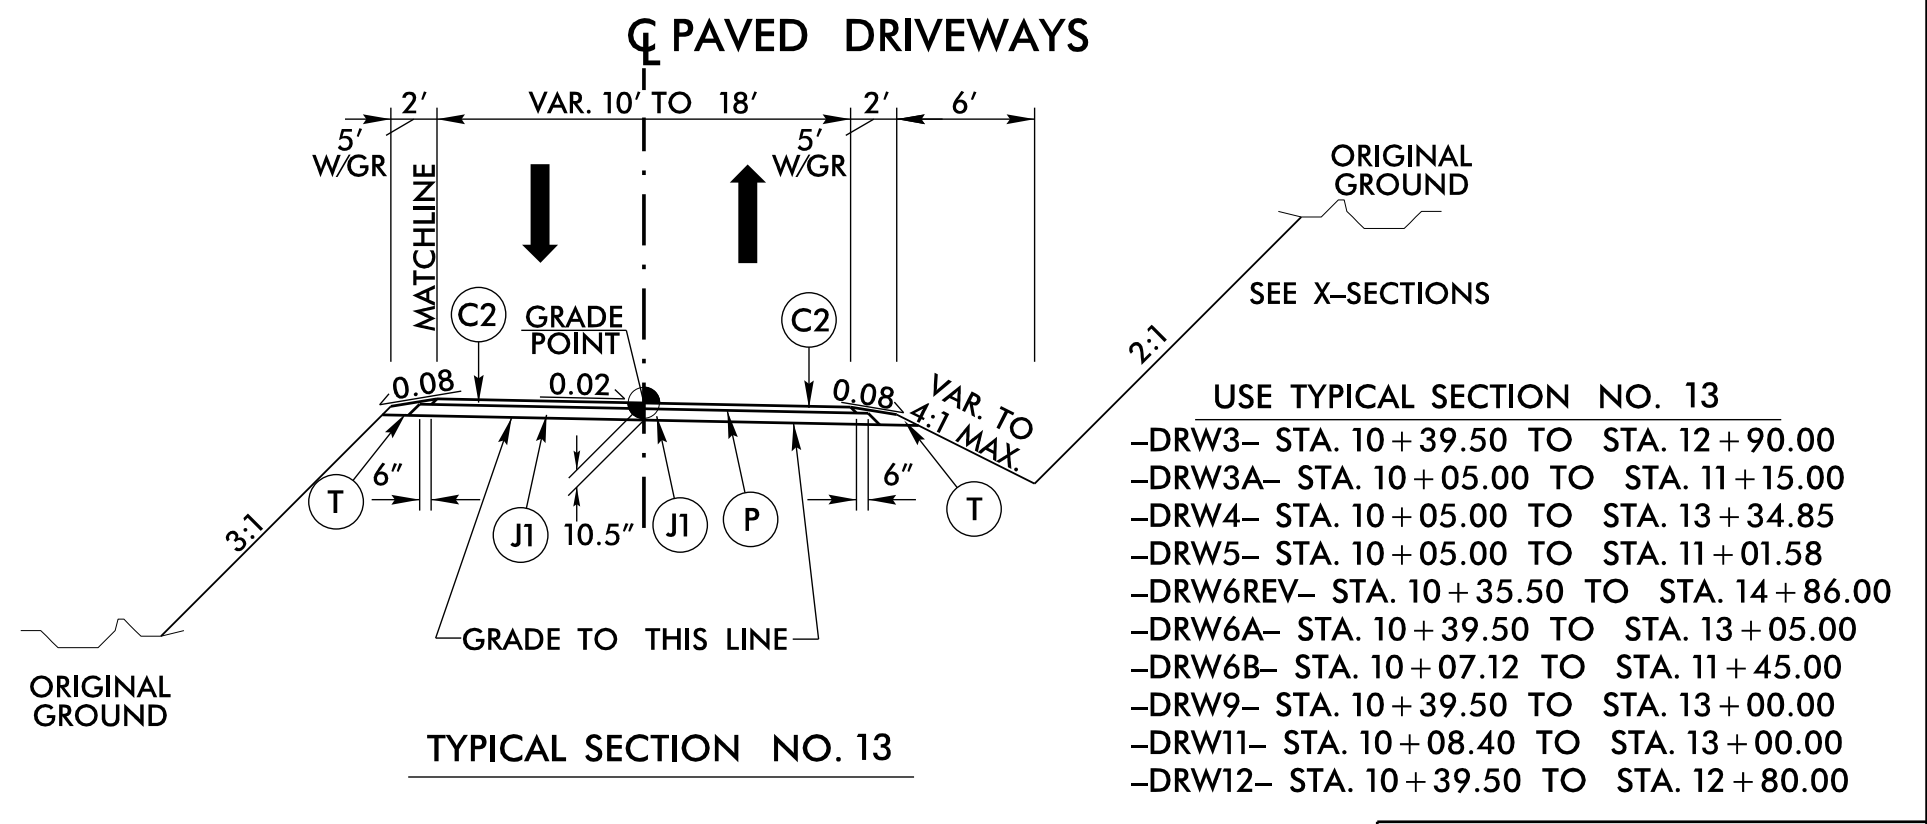 ℄ PAVED DRIVEWAYS
2' VAR. 10' TO 18' 2' 6'
5' W/GR
5' W/GR
MATCHLINE
ORIGINAL
GROUND
C2
GRADE
POINT
C2
SEE X–SECTIONS
2:1
0.08
0.02
0.08
VAR. TO
4:1 MAX.
6"
6"
T
T
3:1
J1
10.5"
J1
P
GRADE TO THIS LINE
ORIGINAL
GROUND
TYPICAL SECTION NO. 13
USE TYPICAL SECTION NO. 13
–DRW3– STA. 10+39.50 TO STA. 12+90.00
–DRW3A– STA. 10+05.00 TO STA. 11+15.00
–DRW4– STA. 10+05.00 TO STA. 13+34.85
–DRW5– STA. 10+05.00 TO STA. 11+01.58
–DRW6REV– STA. 10+35.50 TO STA. 14+86.00
–DRW6A– STA. 10+39.50 TO STA. 13+05.00
–DRW6B– STA. 10+07.12 TO STA. 11+45.00
–DRW9– STA. 10+39.50 TO STA. 13+00.00
–DRW11– STA. 10+08.40 TO STA. 13+00.00
–DRW12– STA. 10+39.50 TO STA. 12+80.00